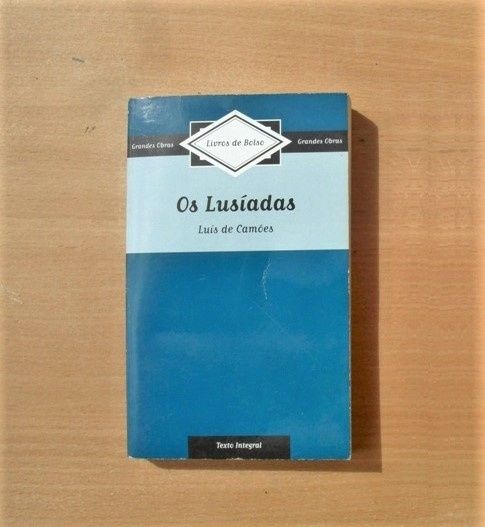 Grandes Obras
Livros de Bolso
Grandes Obras
Os Lusíadas
Luís de Camões
Texto Integral